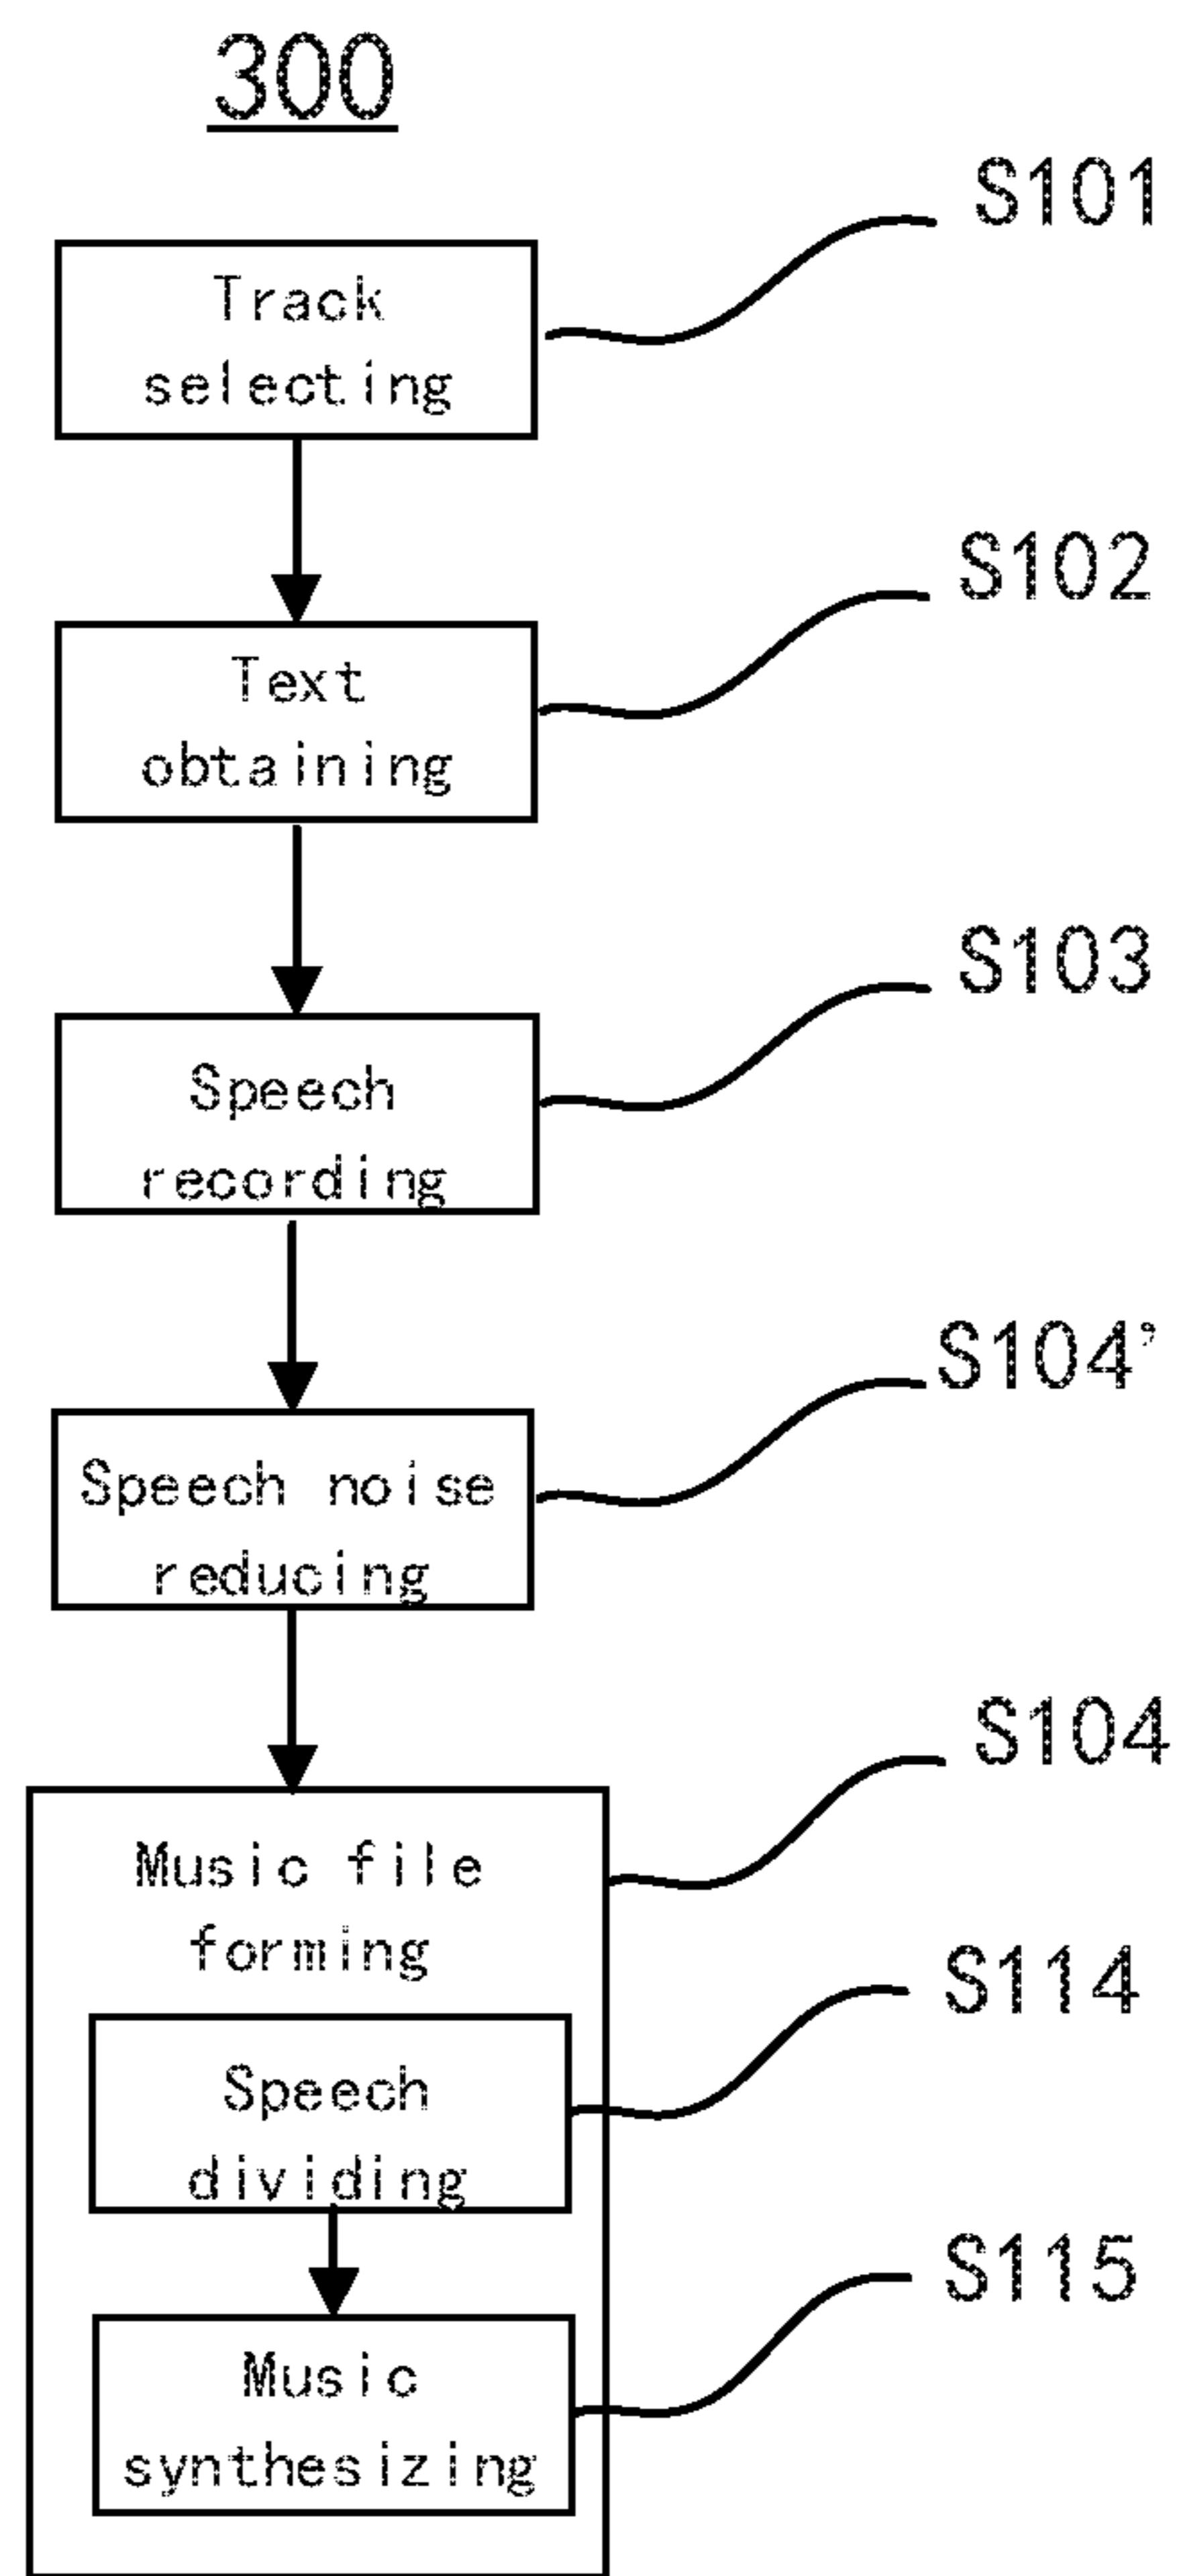 300
S101
Track
selecting
S102
Text
obtaining
S103
Speech
recording
S104’
Speech noise
reducing
S104
Music file
forming
S114
Speech
dividing
S115
Music
synthesizing